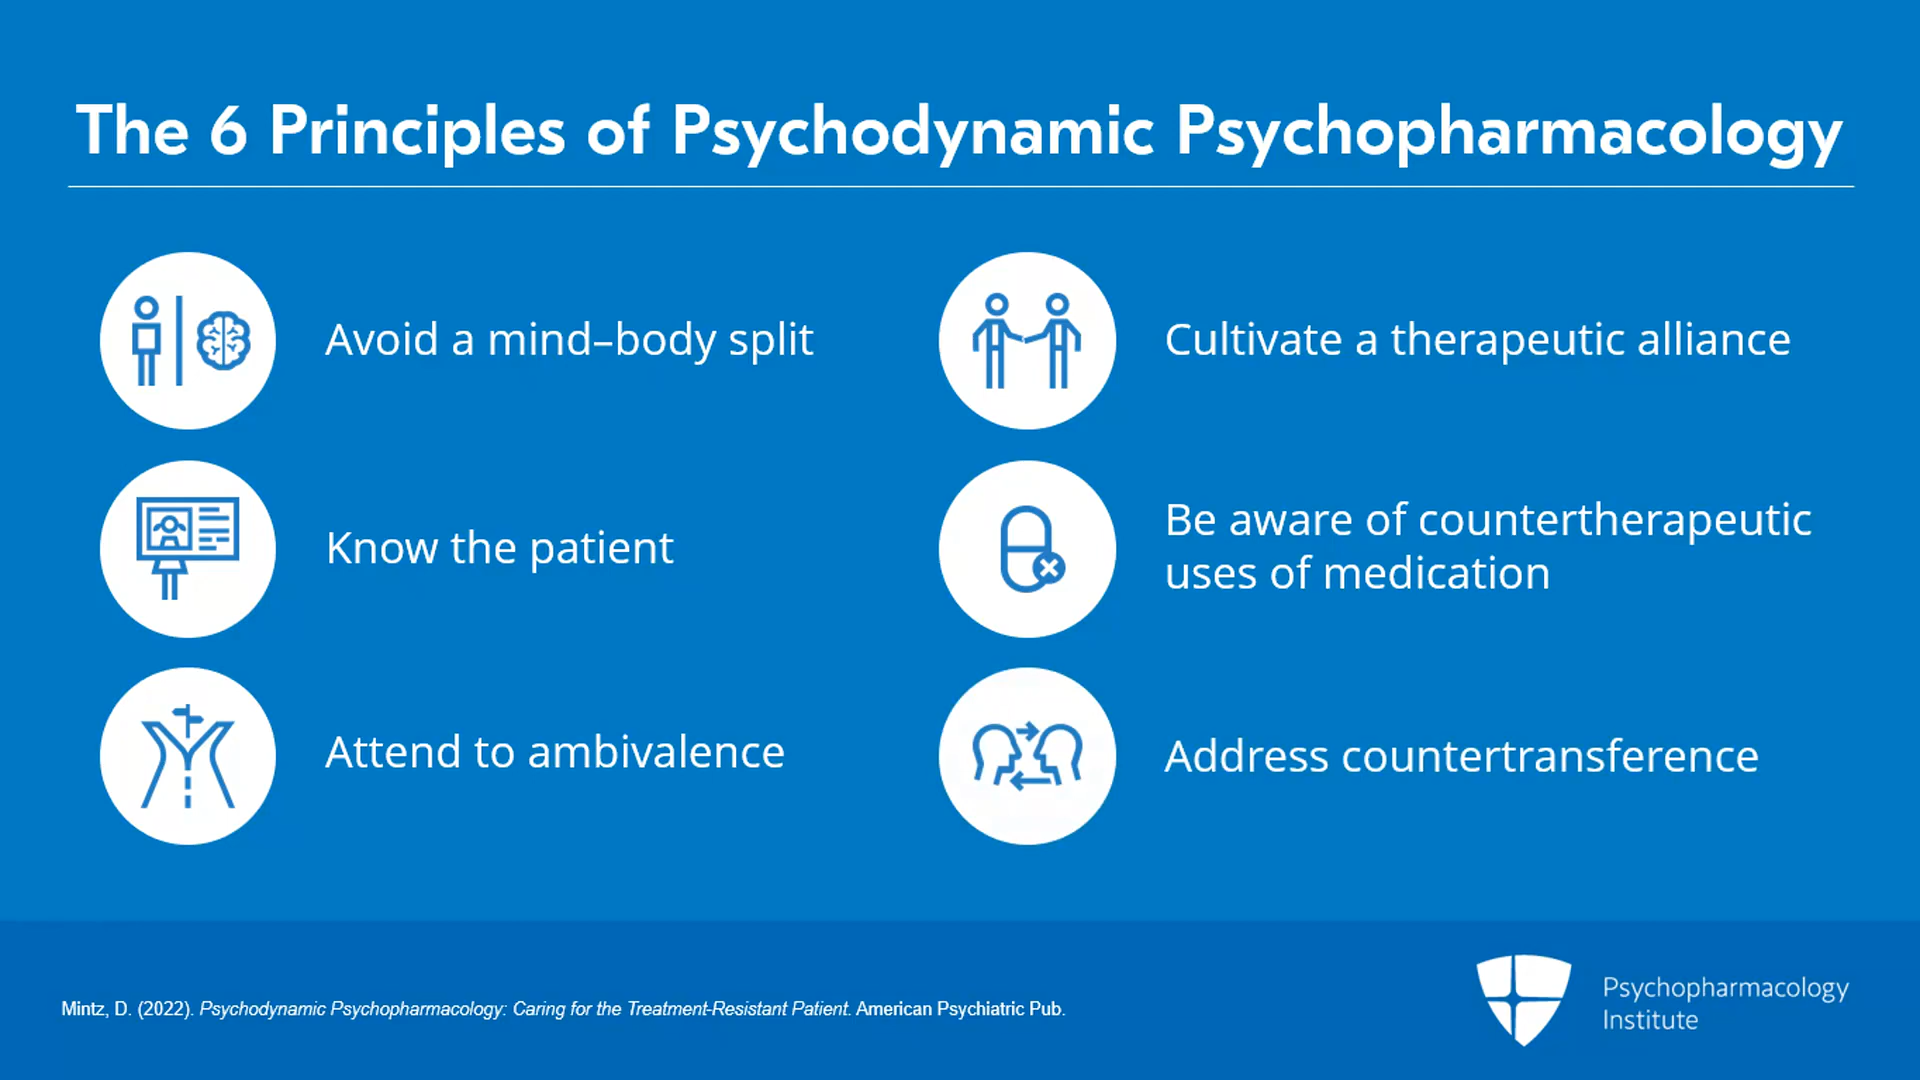 The 6 Principles of Psychodynamic Psychopharmacology
Avoid a mind–body split
Know the patient
Attend to ambivalence
Cultivate a therapeutic alliance
Be aware of countertherapeutic
uses of medication
Address countertransference
Mintz, D. (2022). Psychodynamic Psychopharmacology: Caring for the Treatment-Resistant Patient. American Psychiatric Pub.
Psychopharmacology
Institute